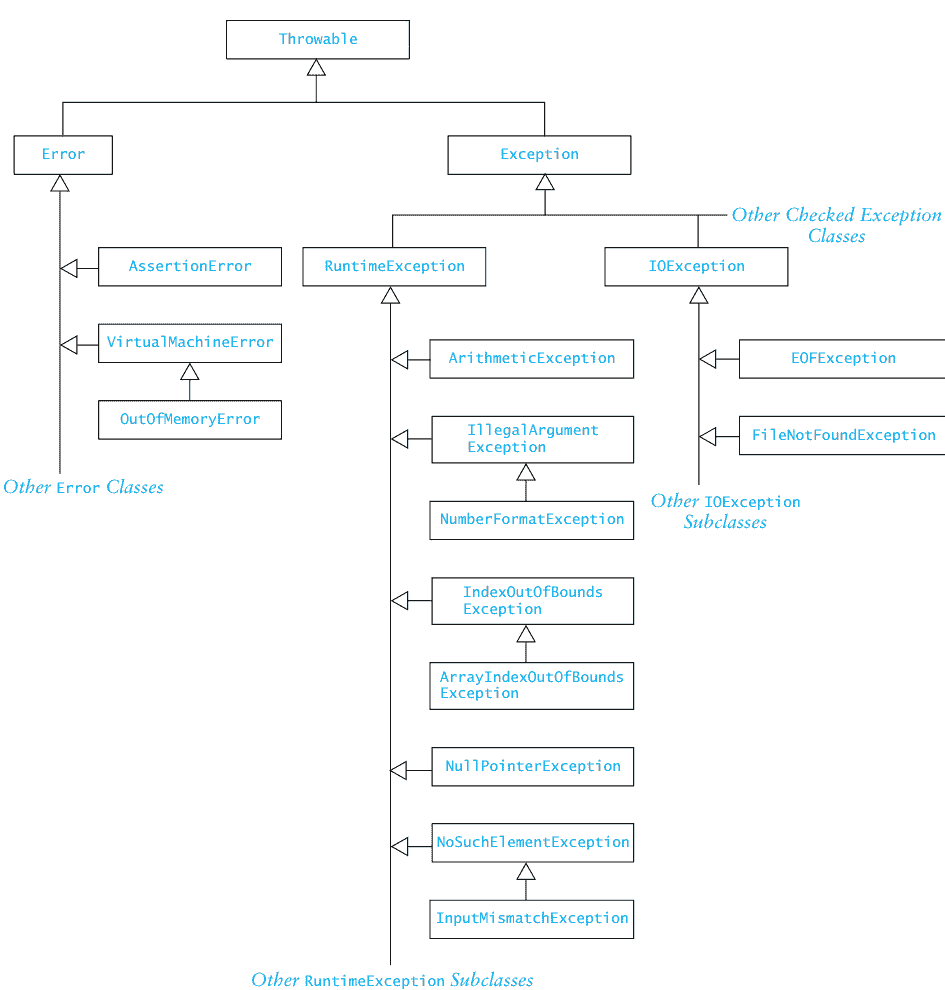 Throwable
Error
Exception
Other Checked Exception
Classes
AssertionError
RuntimeException
IOException
VirtualMachineError
ArithmeticException
EOFException
OutOfMemoryError
IllegalArgument
Exception
FileNotFoundException
Other Error Classes
Other IOException
Subclasses
NumberFormatException
IndexOutOfBounds
Exception
ArrayIndexOutOfBounds
Exception
NullPointerException
NoSuchElementException
InputMismatchException
Other RuntimeException Subclasses